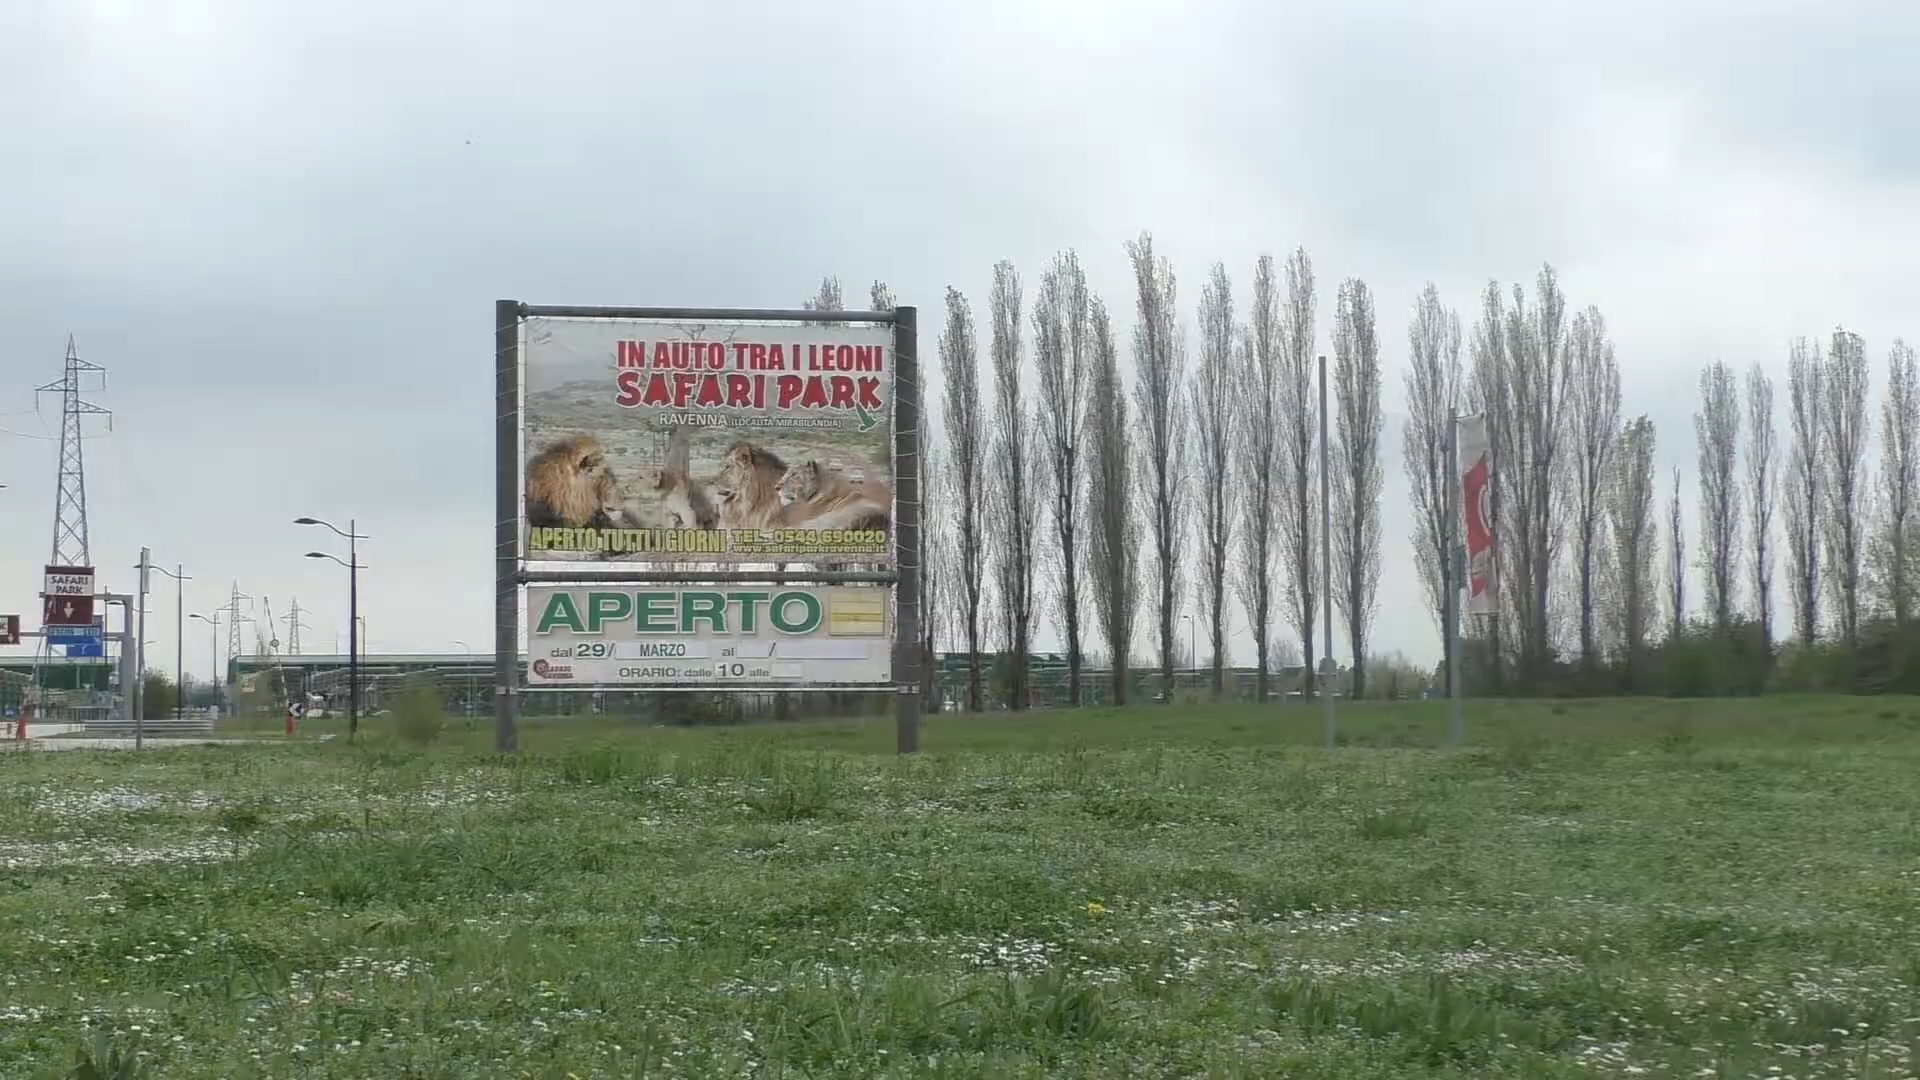 IN AUTO TRA I LEONI
SAFARI PARK
RAVENNA (LOCALITÀ MIRABILANDIA)
APERTO TUTTI I GIORNI
TEL. 0544 690020
www.safariparkravenna.it
APERTO
dal 29/ MARZO al /
ORARIO: dalle 10 alle
SAFARI
PARK